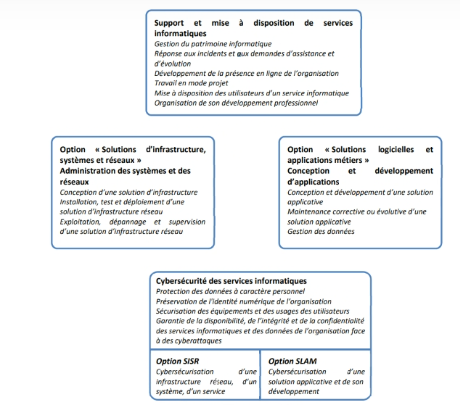 Support et mise à disposition de services
informatiques
Gestion du patrimoine informatique
Réponse aux incidents et aux demandes d'assistance et
d'évolution
Développement de la présence en ligne de l'organisation
Travail en mode projet
Mise à disposition des utilisateurs d'un service informatique
Organisation de son développement professionnel
Option « Solutions d'infrastructure,
systèmes et réseaux »
Administration des systèmes et des
réseaux
Conception d'une solution d'infrastructure
Installation, test et déploiement d'une
solution d'infrastructure réseau
Exploitation, dépannage et supervision
d'une solution d'infrastructure réseau
Option « Solutions logicielles et
applications métiers »
Conception et développement
d'applications
Conception et développement d'une solution
applicative
Maintenance corrective ou évolutive d'une
solution applicative
Gestion des données
Cybersécurité des services informatiques
Protection des données à caractère personnel
Préservation de l'identité numérique de l'organisation
Sécurisation des équipements et des usages des utilisateurs
Garantie de la disponibilité, de l'intégrité et de la confidentialité
des services informatiques et des données de l'organisation face
à des cyberattaques
Option SISR
Cybersécurisation d'une
infrastructure réseau, d'un
système, d'un service
Option SLAM
Cybersécurisation d'une
solution applicative et de son
développement